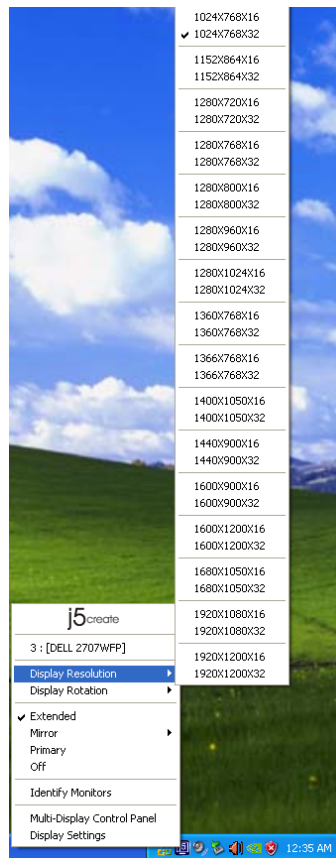 1024X768X16
1024X768X32
1152X864X16
1152X864X32
1280X720X16
1280X720X32
1280X768X16
1280X768X32
1280X800X16
1280X800X32
1280X960X16
1280X960X32
1280X1024X16
1280X1024X32
1360X768X16
1360X768X32
1366X768X16
1366X768X32
1400X1050X16
1400X1050X32
1440X900X16
1440X900X32
1600X900X16
1600X900X32
1600X1200X16
1600X1200X32
1680X1050X16
1680X1050X32
1920X1080X16
1920X1080X32
1920X1200X16
1920X1200X32
j5create
3 : [DELL 2707WFP]
Display Resolution
Display Rotation
Extended
Mirror
Primary
Off
Identify Monitors
Multi-Display Control Panel
Display Settings
12:35 AM